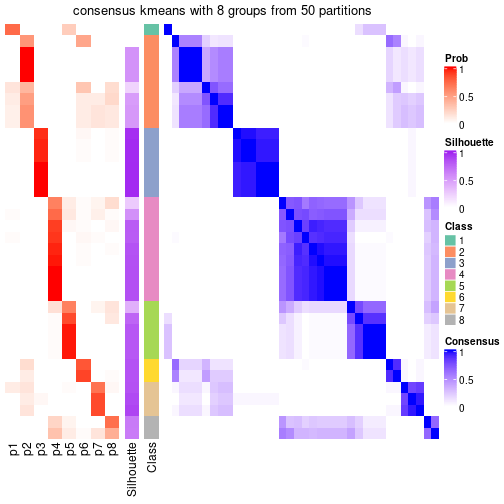 consensus kmeans with 8 groups from 50 partitions
Prob
1
0.5
0
Silhouette
1
0.5
0
Class
1
2
3
4
5
6
7
8
Consensus
1
0.5
0
p1
p2
p3
p4
p5
p6
p7
p8
Silhouette
Class